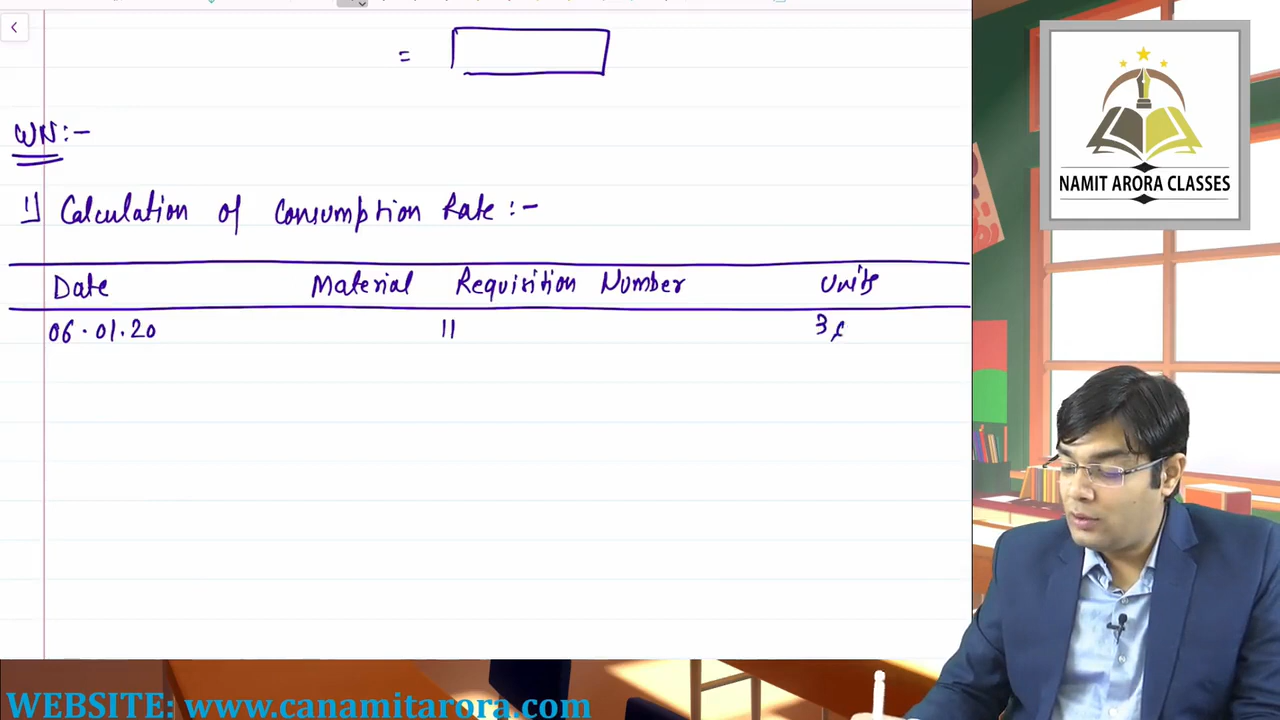 =
WN:-
1) Calculation of Consumption Rate :-
Date Material Requisition Number Units
06.01.20 11 3
NAMIT ARORA CLASSES
WEBSITE: www.canamitarora.com